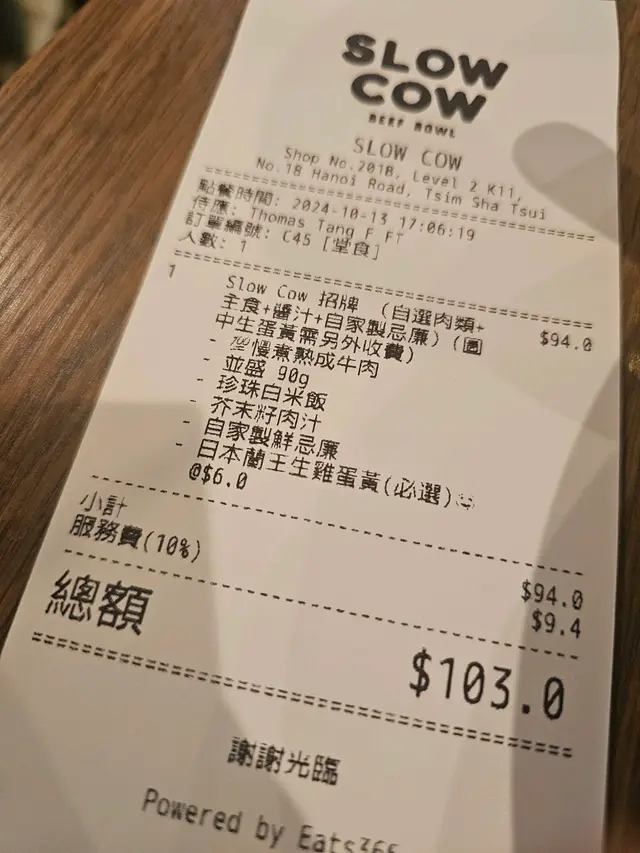 SLOW
COW
BEEF BOWL
SLOW COW
Shop No.201B, Level 2 K11,
No.18 Hanoi Road, Tsim Sha Tsui
點餐時間: 2024-10-13 17:06:19
待應: Thomas Tang F FT
訂單編號: C45 [堂食]
人數: 1
1 Slow Cow 招牌 (自選肉類+ $94.0
主食+醬汁+自家製忌廉) (圖
中生蛋黃需另外收費)
- 慢煮熟成牛肉
- 並盛 90g
- 珍珠白米飯
- 芥末籽肉汁
- 自家製鮮忌廉
- 日本蘭王生雞蛋黃(必選)
@$6.0
小計 $94.0
服務費(10%) $9.4
總額 $103.0
謝謝光臨
Powered by Eats365